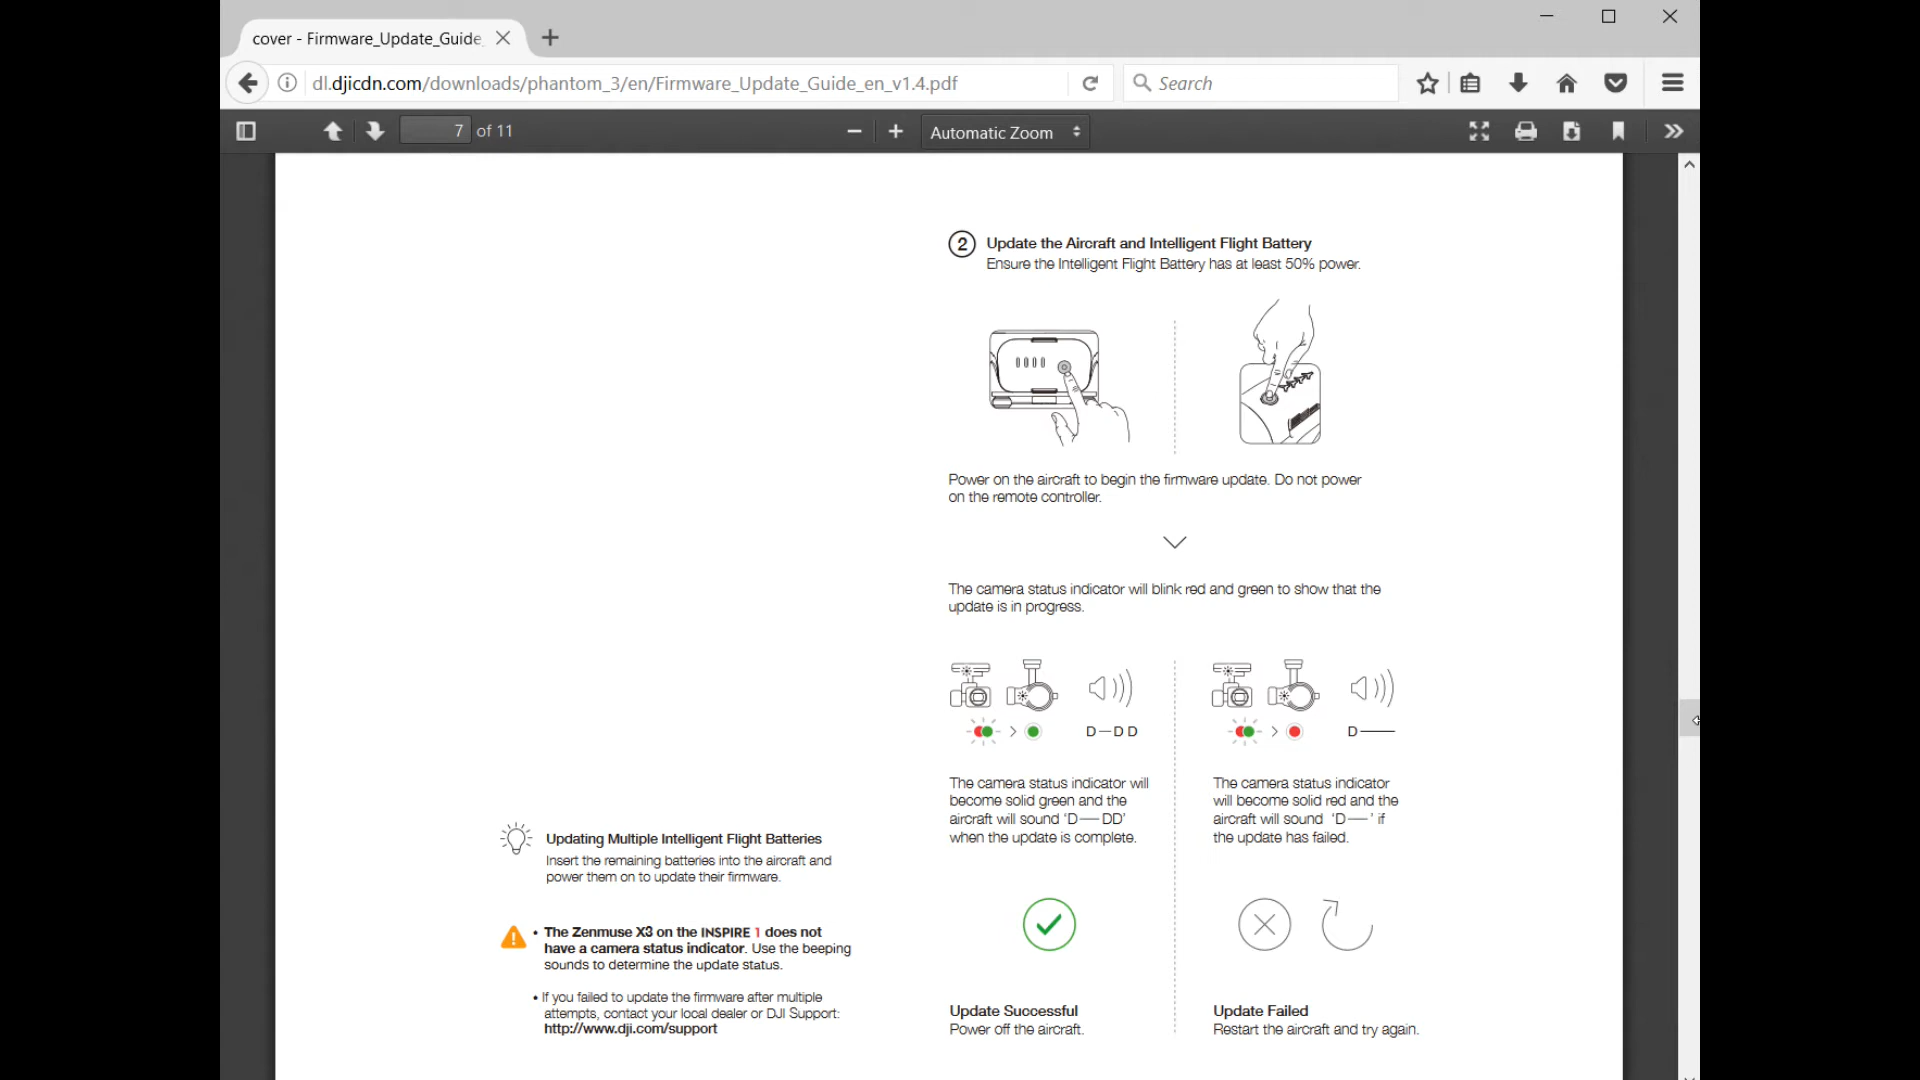 cover - Firmware_Update_Guide_
dl.djicdn.com/downloads/phantom_3/en/Firmware_Update_Guide_en_v1.4.pdf
Search
7 of 11
Automatic Zoom
2 Update the Aircraft and Intelligent Flight Battery
Ensure the Intelligent Flight Battery has at least 50% power.
Power on the aircraft to begin the firmware update. Do not power
on the remote controller.
The camera status indicator will blink red and green to show that the
update is in progress.
D—D D
D——
The camera status indicator will
become solid green and the
aircraft will sound ‘D—DD’
when the update is complete.
The camera status indicator
will become solid red and the
aircraft will sound ‘D—’ if
the update has failed.
Update Successful
Power off the aircraft.
Update Failed
Restart the aircraft and try again.
Updating Multiple Intelligent Flight Batteries
Insert the remaining batteries into the aircraft and
power them on to update their firmware.
• The Zenmuse X3 on the INSPIRE 1 does not
have a camera status indicator. Use the beeping
sounds to determine the update status.
• If you failed to update the firmware after multiple
attempts, contact your local dealer or DJI Support:
http://www.dji.com/support